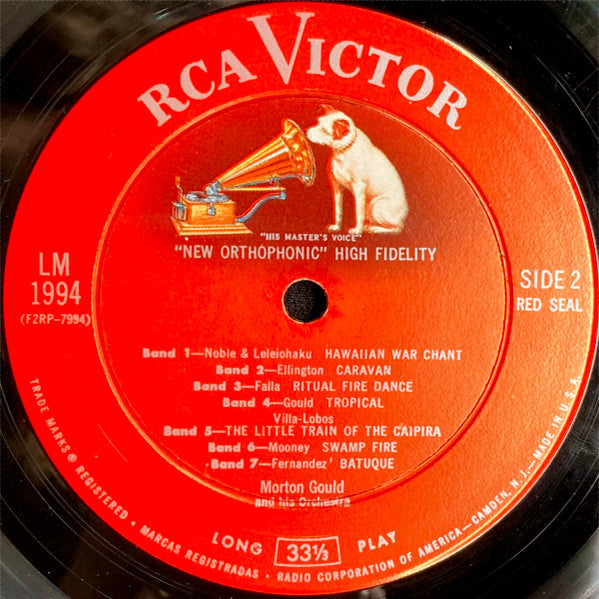 RCA VICTOR
"HIS MASTER'S VOICE"
"NEW ORTHOPHONIC" HIGH FIDELITY
LM
1994
(F2RP-7994)
SIDE 2
RED SEAL
Band 1—Noble & Leleiohaku HAWAIIAN WAR CHANT
Band 2—Ellington CARAVAN
Band 3—Falla RITUAL FIRE DANCE
Band 4—Gould TROPICAL
Villa-Lobos
Band 5—THE LITTLE TRAIN OF THE CAIPIRA
Band 6—Mooney SWAMP FIRE
Band 7—Fernandez' BATUQUE
Morton Gould
and his Orchestra
LONG 33⅓ PLAY
TRADE MARKS ® REGISTERED. • MARCAS REGISTRADAS • RADIO CORPORATION OF AMERICA—CAMDEN, N. J.—MADE IN U.S.A.